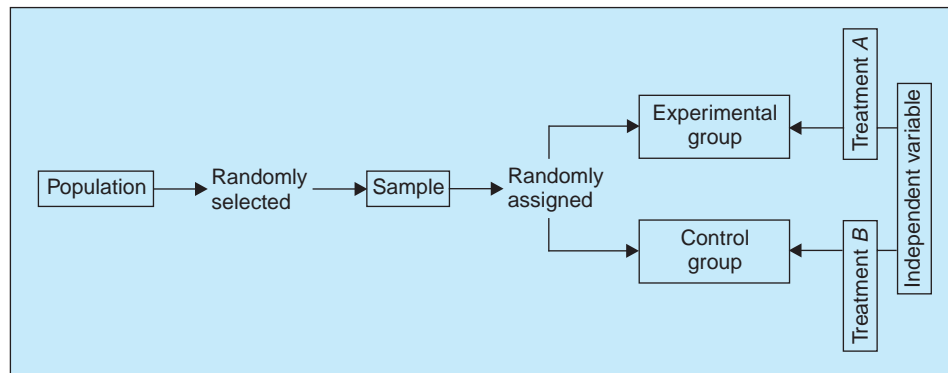 Population
Randomly
selected
Sample
Randomly
assigned
Experimental
group
Control
group
Treatment A
Treatment B
Independent variable